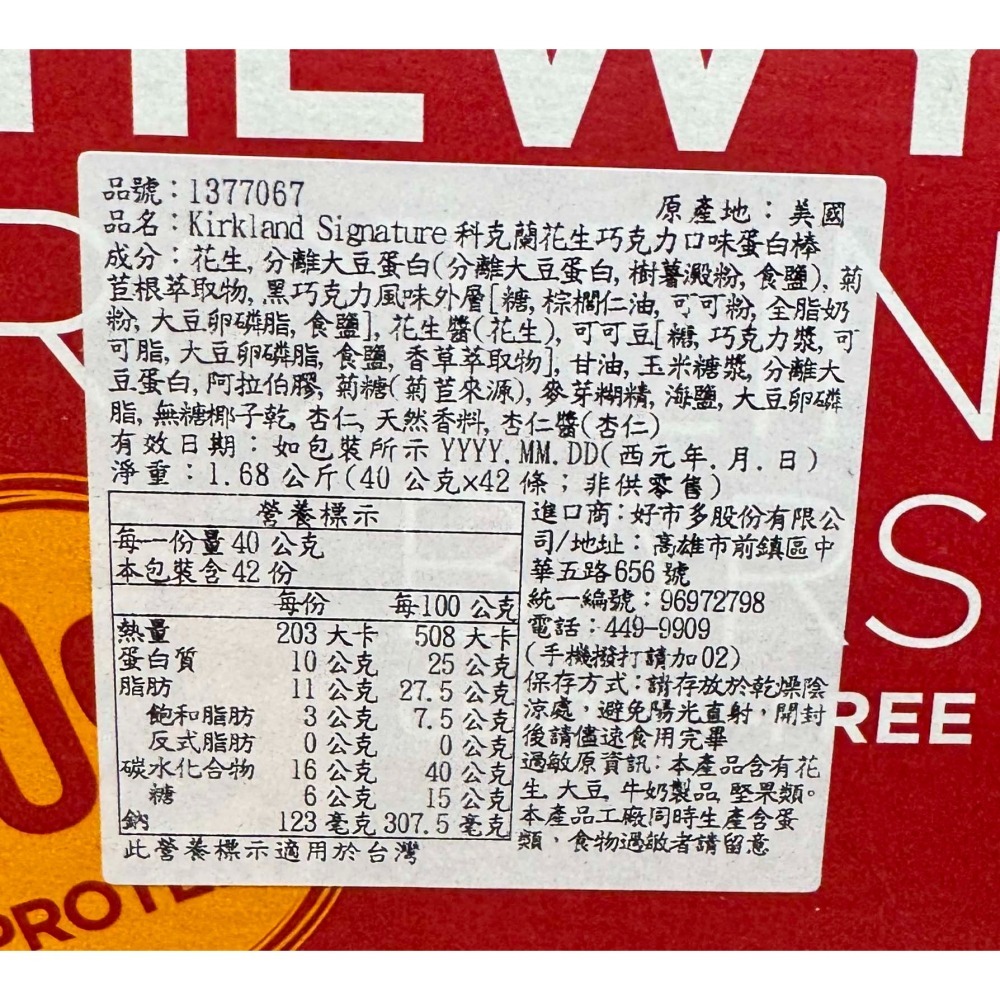 HEWY
品號：1377067
原產地：美國
品名：Kirkland Signature 科克蘭花生巧克力口味蛋白棒
成分：花生, 分離大豆蛋白(分離大豆蛋白, 樹薯澱粉, 食鹽), 菊
苣根萃取物, 黑巧克力風味外層[糖, 棕櫚仁油, 可可粉, 全脂奶
粉, 大豆卵磷脂, 食鹽], 花生醬(花生), 可可豆[糖, 巧克力漿, 可
可脂, 大豆卵磷脂, 食鹽, 香草萃取物], 甘油, 玉米糖漿, 分離大
豆蛋白, 阿拉伯膠, 菊糖(菊苣來源), 麥芽糊精, 海鹽, 大豆卵磷
脂, 無糖椰子乾, 杏仁, 天然香料, 杏仁醬(杏仁)
有效日期：如包裝所示 YYYY.MM.DD(西元年.月.日)
淨重：1.68 公斤(40 公克x42 條；非供零售)
營養標示
每一份量 40 公克
本包裝含 42 份
每份 每100 公克
熱量 203 大卡 508 大卡
蛋白質 10 公克 25 公克
脂肪 11 公克 27.5 公克
飽和脂肪 3 公克 7.5 公克
反式脂肪 0 公克 0 公克
碳水化合物 16 公克 40 公克
糖 6 公克 15 公克
鈉 123 毫克 307.5 毫克
此營養標示適用於台灣
進口商：好市多股份有限公
司/地址：高雄市前鎮區中
華五路656 號
統一編號：96972798
電話：449-9909
(手機撥打請加02)
保存方式：請存放於乾燥陰
涼處，避免陽光直射，開封
後請儘速食用完畢
過敏原資訊：本產品含有花
生, 大豆, 牛奶製品, 堅果類。
本產品工廠同時生產含蛋
類，食物過敏者請留意
RS
REE
PROTE